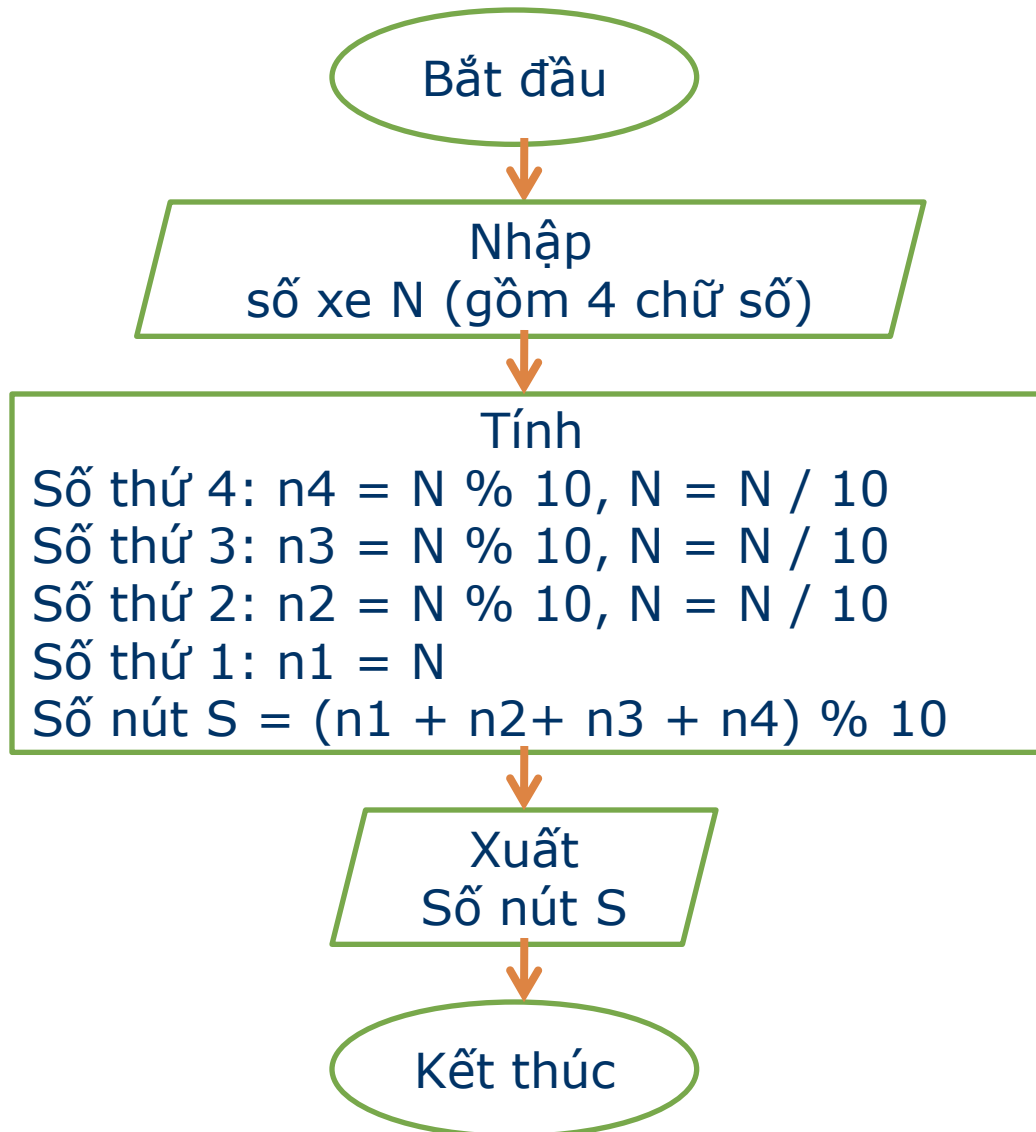 Bắt đầu
Nhập
số xe N (gồm 4 chữ số)
Tính
Số thứ 4: n4 = N % 10, N = N / 10
Số thứ 3: n3 = N % 10, N = N / 10
Số thứ 2: n2 = N % 10, N = N / 10
Số thứ 1: n1 = N
Số nút S = (n1 + n2+ n3 + n4) % 10
Xuất
Số nút S
Kết thúc